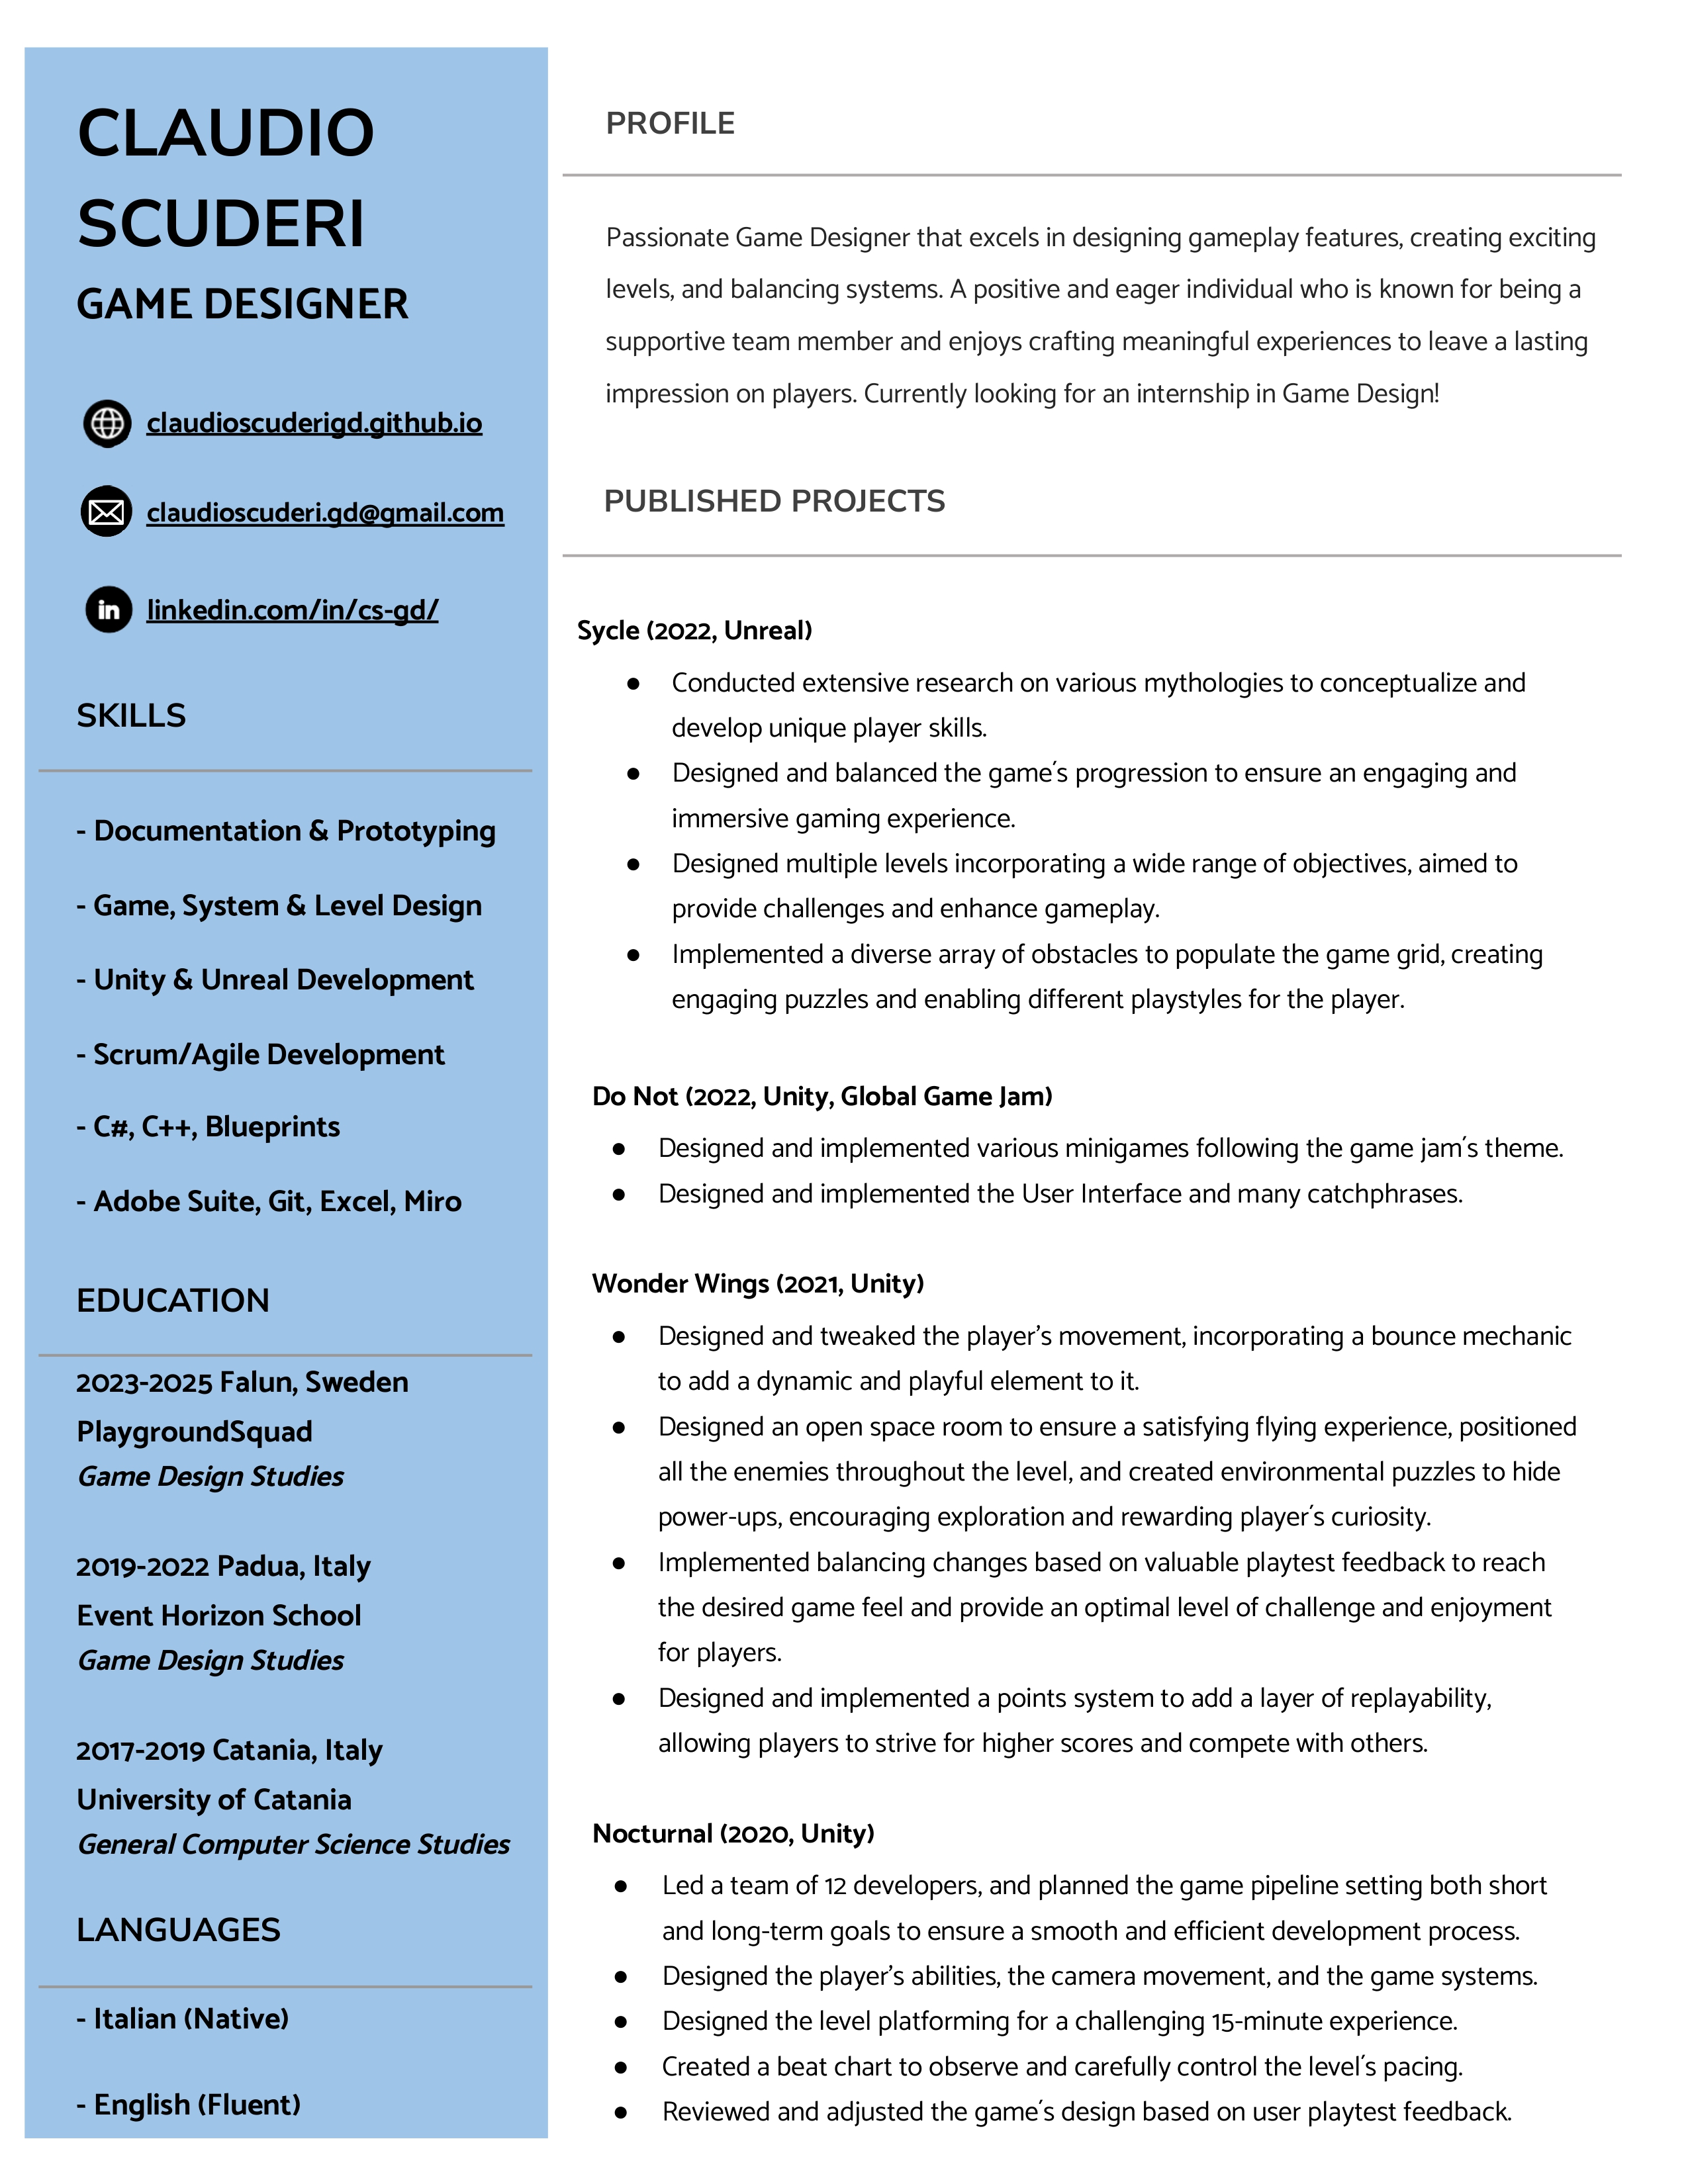 CLAUDIO
SCUDERI
GAME DESIGNER
claudioscuderigd.github.io
claudioscuderi.gd@gmail.com
in linkedin.com/in/cs-gd/
SKILLS
- Documentation & Prototyping
- Game, System & Level Design
- Unity & Unreal Development
- Scrum/Agile Development
- C#, C++, Blueprints
- Adobe Suite, Git, Excel, Miro
EDUCATION
2023-2025 Falun, Sweden
PlaygroundSquad
Game Design Studies
2019-2022 Padua, Italy
Event Horizon School
Game Design Studies
2017-2019 Catania, Italy
University of Catania
General Computer Science Studies
LANGUAGES
- Italian (Native)
- English (Fluent)
PROFILE
Passionate Game Designer that excels in designing gameplay features, creating exciting
levels, and balancing systems. A positive and eager individual who is known for being a
supportive team member and enjoys crafting meaningful experiences to leave a lasting
impression on players. Currently looking for an internship in Game Design!
PUBLISHED PROJECTS
Sycle (2022, Unreal)
● Conducted extensive research on various mythologies to conceptualize and
develop unique player skills.
● Designed and balanced the game´s progression to ensure an engaging and
immersive gaming experience.
● Designed multiple levels incorporating a wide range of objectives, aimed to
provide challenges and enhance gameplay.
● Implemented a diverse array of obstacles to populate the game grid, creating
engaging puzzles and enabling different playstyles for the player.
Do Not (2022, Unity, Global Game Jam)
● Designed and implemented various minigames following the game jam´s theme.
● Designed and implemented the User Interface and many catchphrases.
Wonder Wings (2021, Unity)
● Designed and tweaked the player’s movement, incorporating a bounce mechanic
to add a dynamic and playful element to it.
● Designed an open space room to ensure a satisfying flying experience, positioned
all the enemies throughout the level, and created environmental puzzles to hide
power-ups, encouraging exploration and rewarding player´s curiosity.
● Implemented balancing changes based on valuable playtest feedback to reach
the desired game feel and provide an optimal level of challenge and enjoyment
for players.
● Designed and implemented a points system to add a layer of replayability,
allowing players to strive for higher scores and compete with others.
Nocturnal (2020, Unity)
● Led a team of 12 developers, and planned the game pipeline setting both short
and long-term goals to ensure a smooth and efficient development process.
● Designed the player’s abilities, the camera movement, and the game systems.
● Designed the level platforming for a challenging 15-minute experience.
● Created a beat chart to observe and carefully control the level´s pacing.
● Reviewed and adjusted the game´s design based on user playtest feedback.